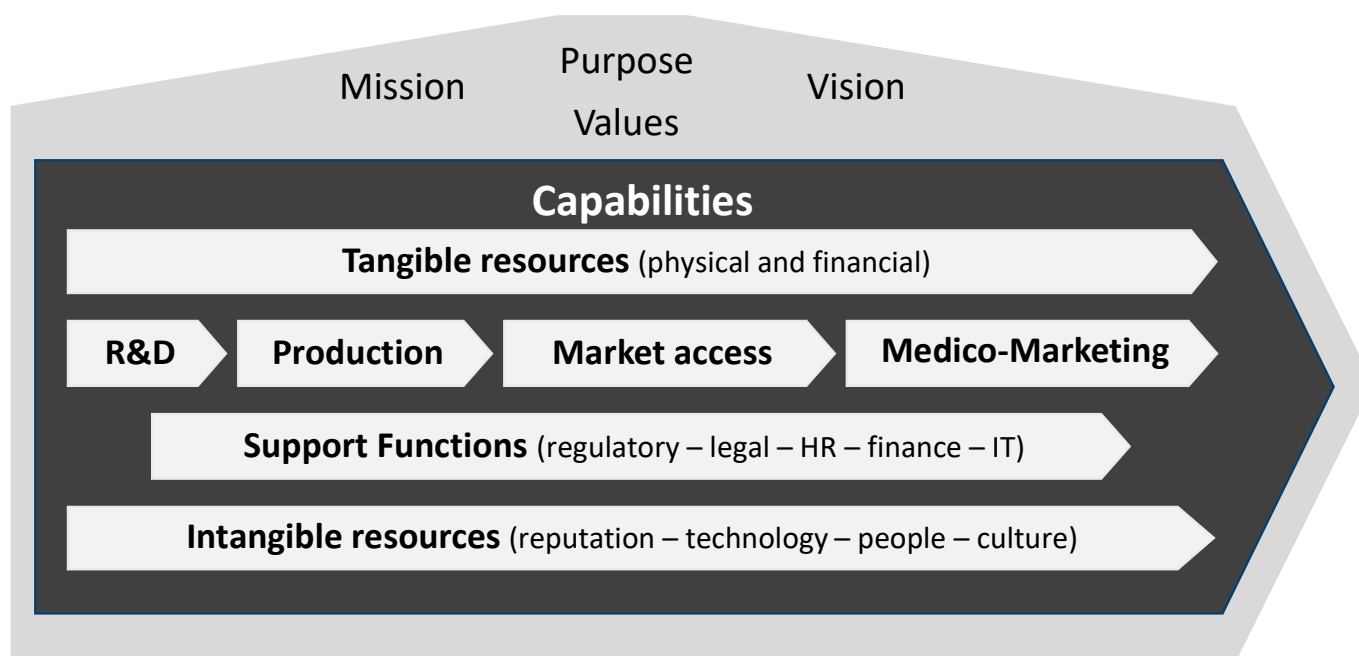 Purpose
Mission Vision
Values
Capabilities
Tangible resources (physical and financial)
R&D Production Market access Medico-Marketing
Support Functions (regulatory – legal – HR – finance – IT)
Intangible resources (reputation – technology – people – culture)